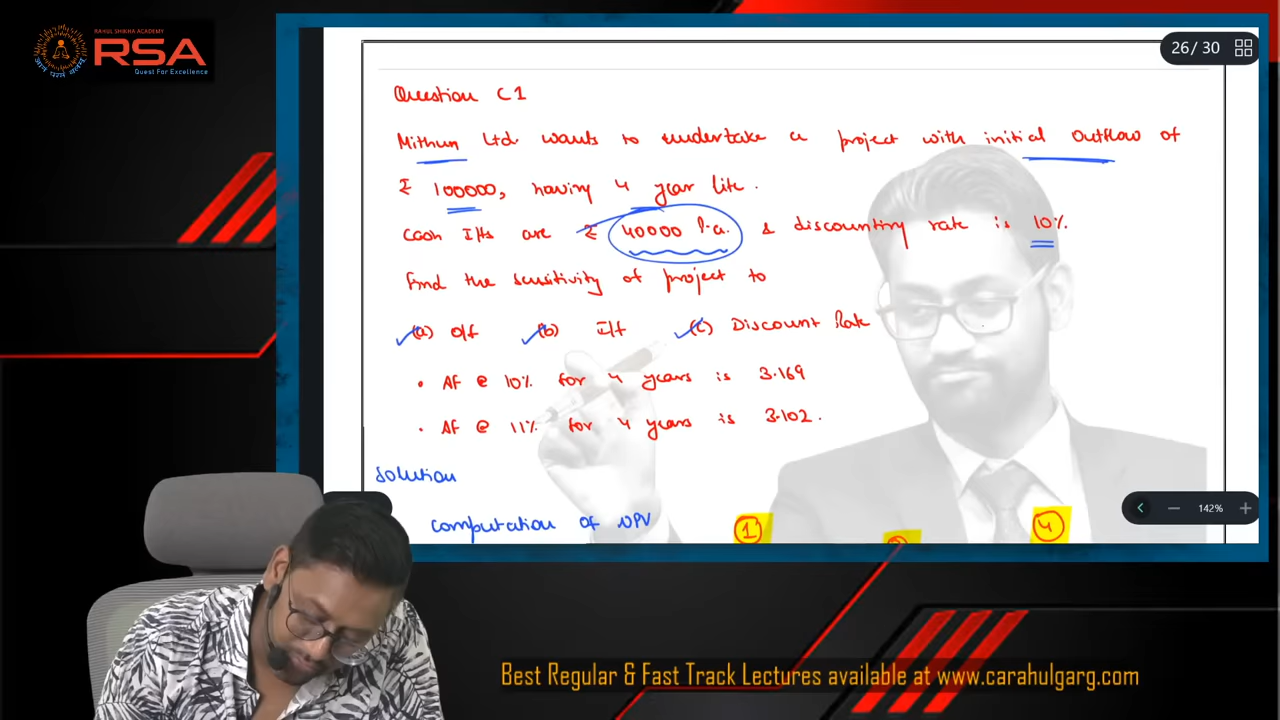 RAHUL SHIKHA ACADEMY
RSA
Quest For Excellence
26 / 30
Question C1
Mithun Ltd. wants to undertake a project with initial outflow of
₹ 100000, having 4 year life.
Cash I/fs are ₹ 40000 P.a. & discounting rate is 10%.
Find the sensitivity of project to
(a) O/f (b) I/f (c) Discount Rate
• AF @ 10% for 4 years is 3.169
• AF @ 11% for 4 years is 3.102.
Solution
142%
computation of NPV 1 4
Best Regular & Fast Track Lectures available at www.carahulgarg.com